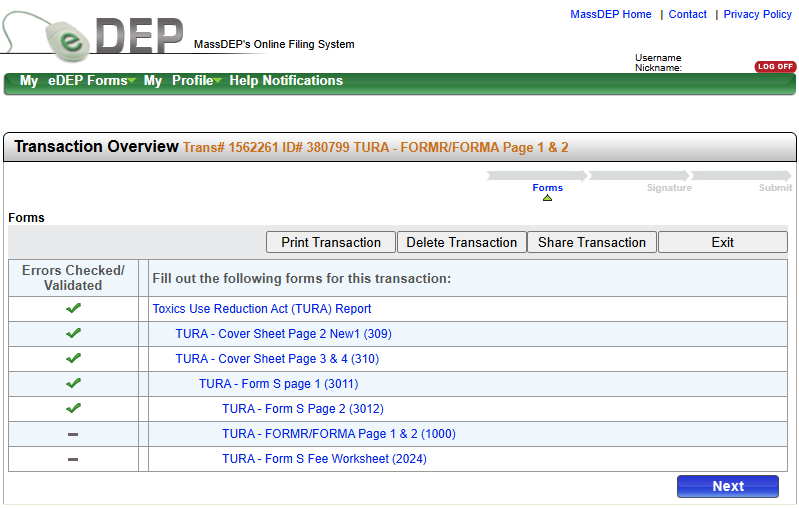 MassDEP Home | Contact | Privacy Policy
eDEP MassDEP's Online Filing System
Username
Nickname: LOG OFF
My eDEP Forms My Profile Help Notifications
Transaction Overview Trans# 1562261 ID# 380799 TURA - FORMR/FORMA Page 1 & 2
Forms Signature Submit
Forms
Print Transaction Delete Transaction Share Transaction Exit
Errors Checked/
Validated Fill out the following forms for this transaction:
Toxics Use Reduction Act (TURA) Report
TURA - Cover Sheet Page 2 New1 (309)
TURA - Cover Sheet Page 3 & 4 (310)
TURA - Form S page 1 (3011)
TURA - Form S Page 2 (3012)
TURA - FORMR/FORMA Page 1 & 2 (1000)
TURA - Form S Fee Worksheet (2024)
Next